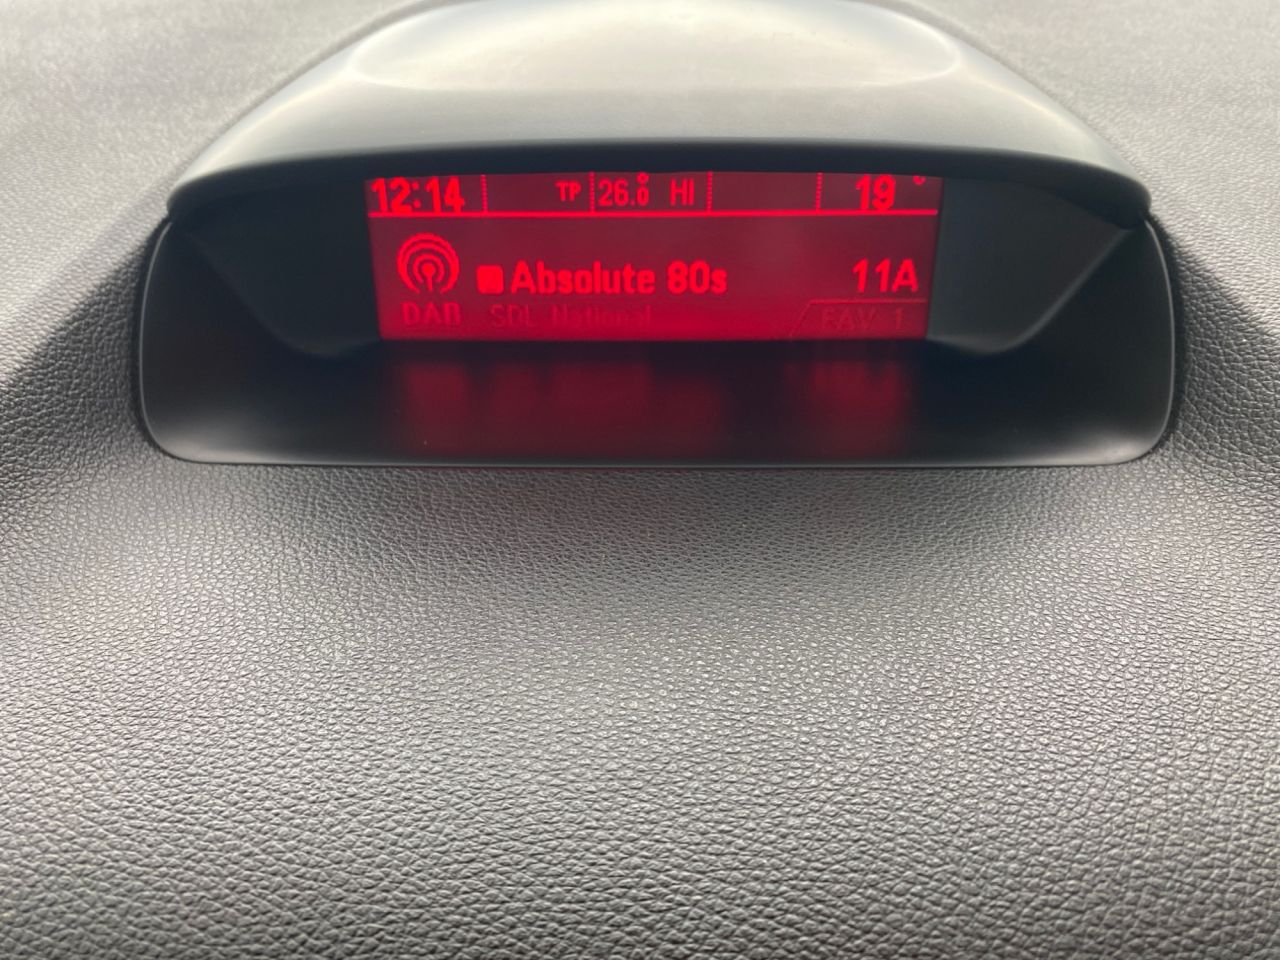 12:14 TP 26.0° HI 19°
Absolute 80s 11A
DAB SDL National FAV 1